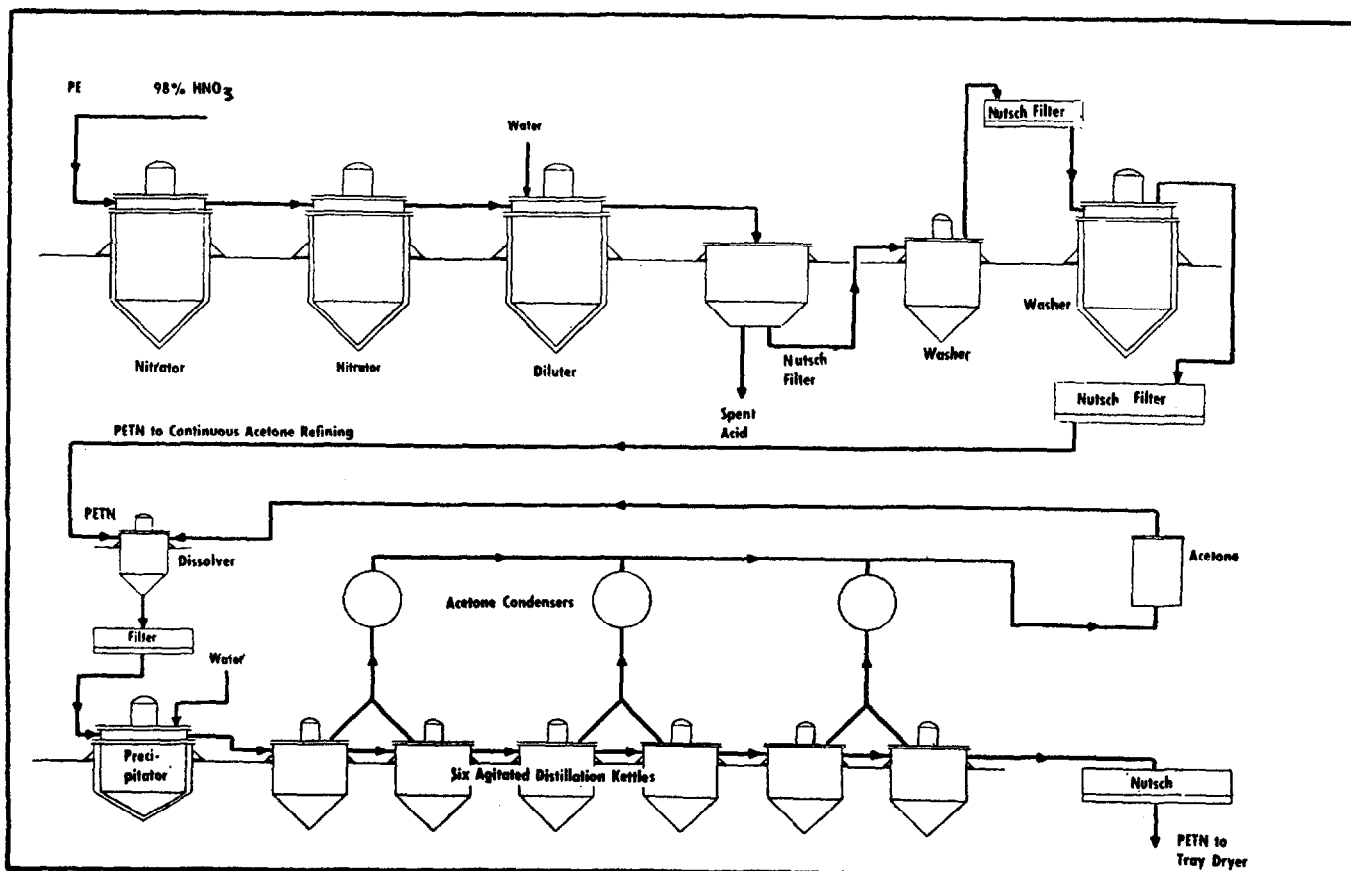 PE 98% HNO3
Water
Nutsch Filter
Nitrator
Nitrator
Diluter
Nutsch
Filter
Washer
Washer
Spent
Acid
Nutsch Filter
PETN to Continuous Acetone Refining
PETN
Dissolver
Acetone
Acetone Condensers
Filter
Water
Preci-
pitator
Six Agitated Distillation Kettles
Nutsch
PETN to
Tray Dryer